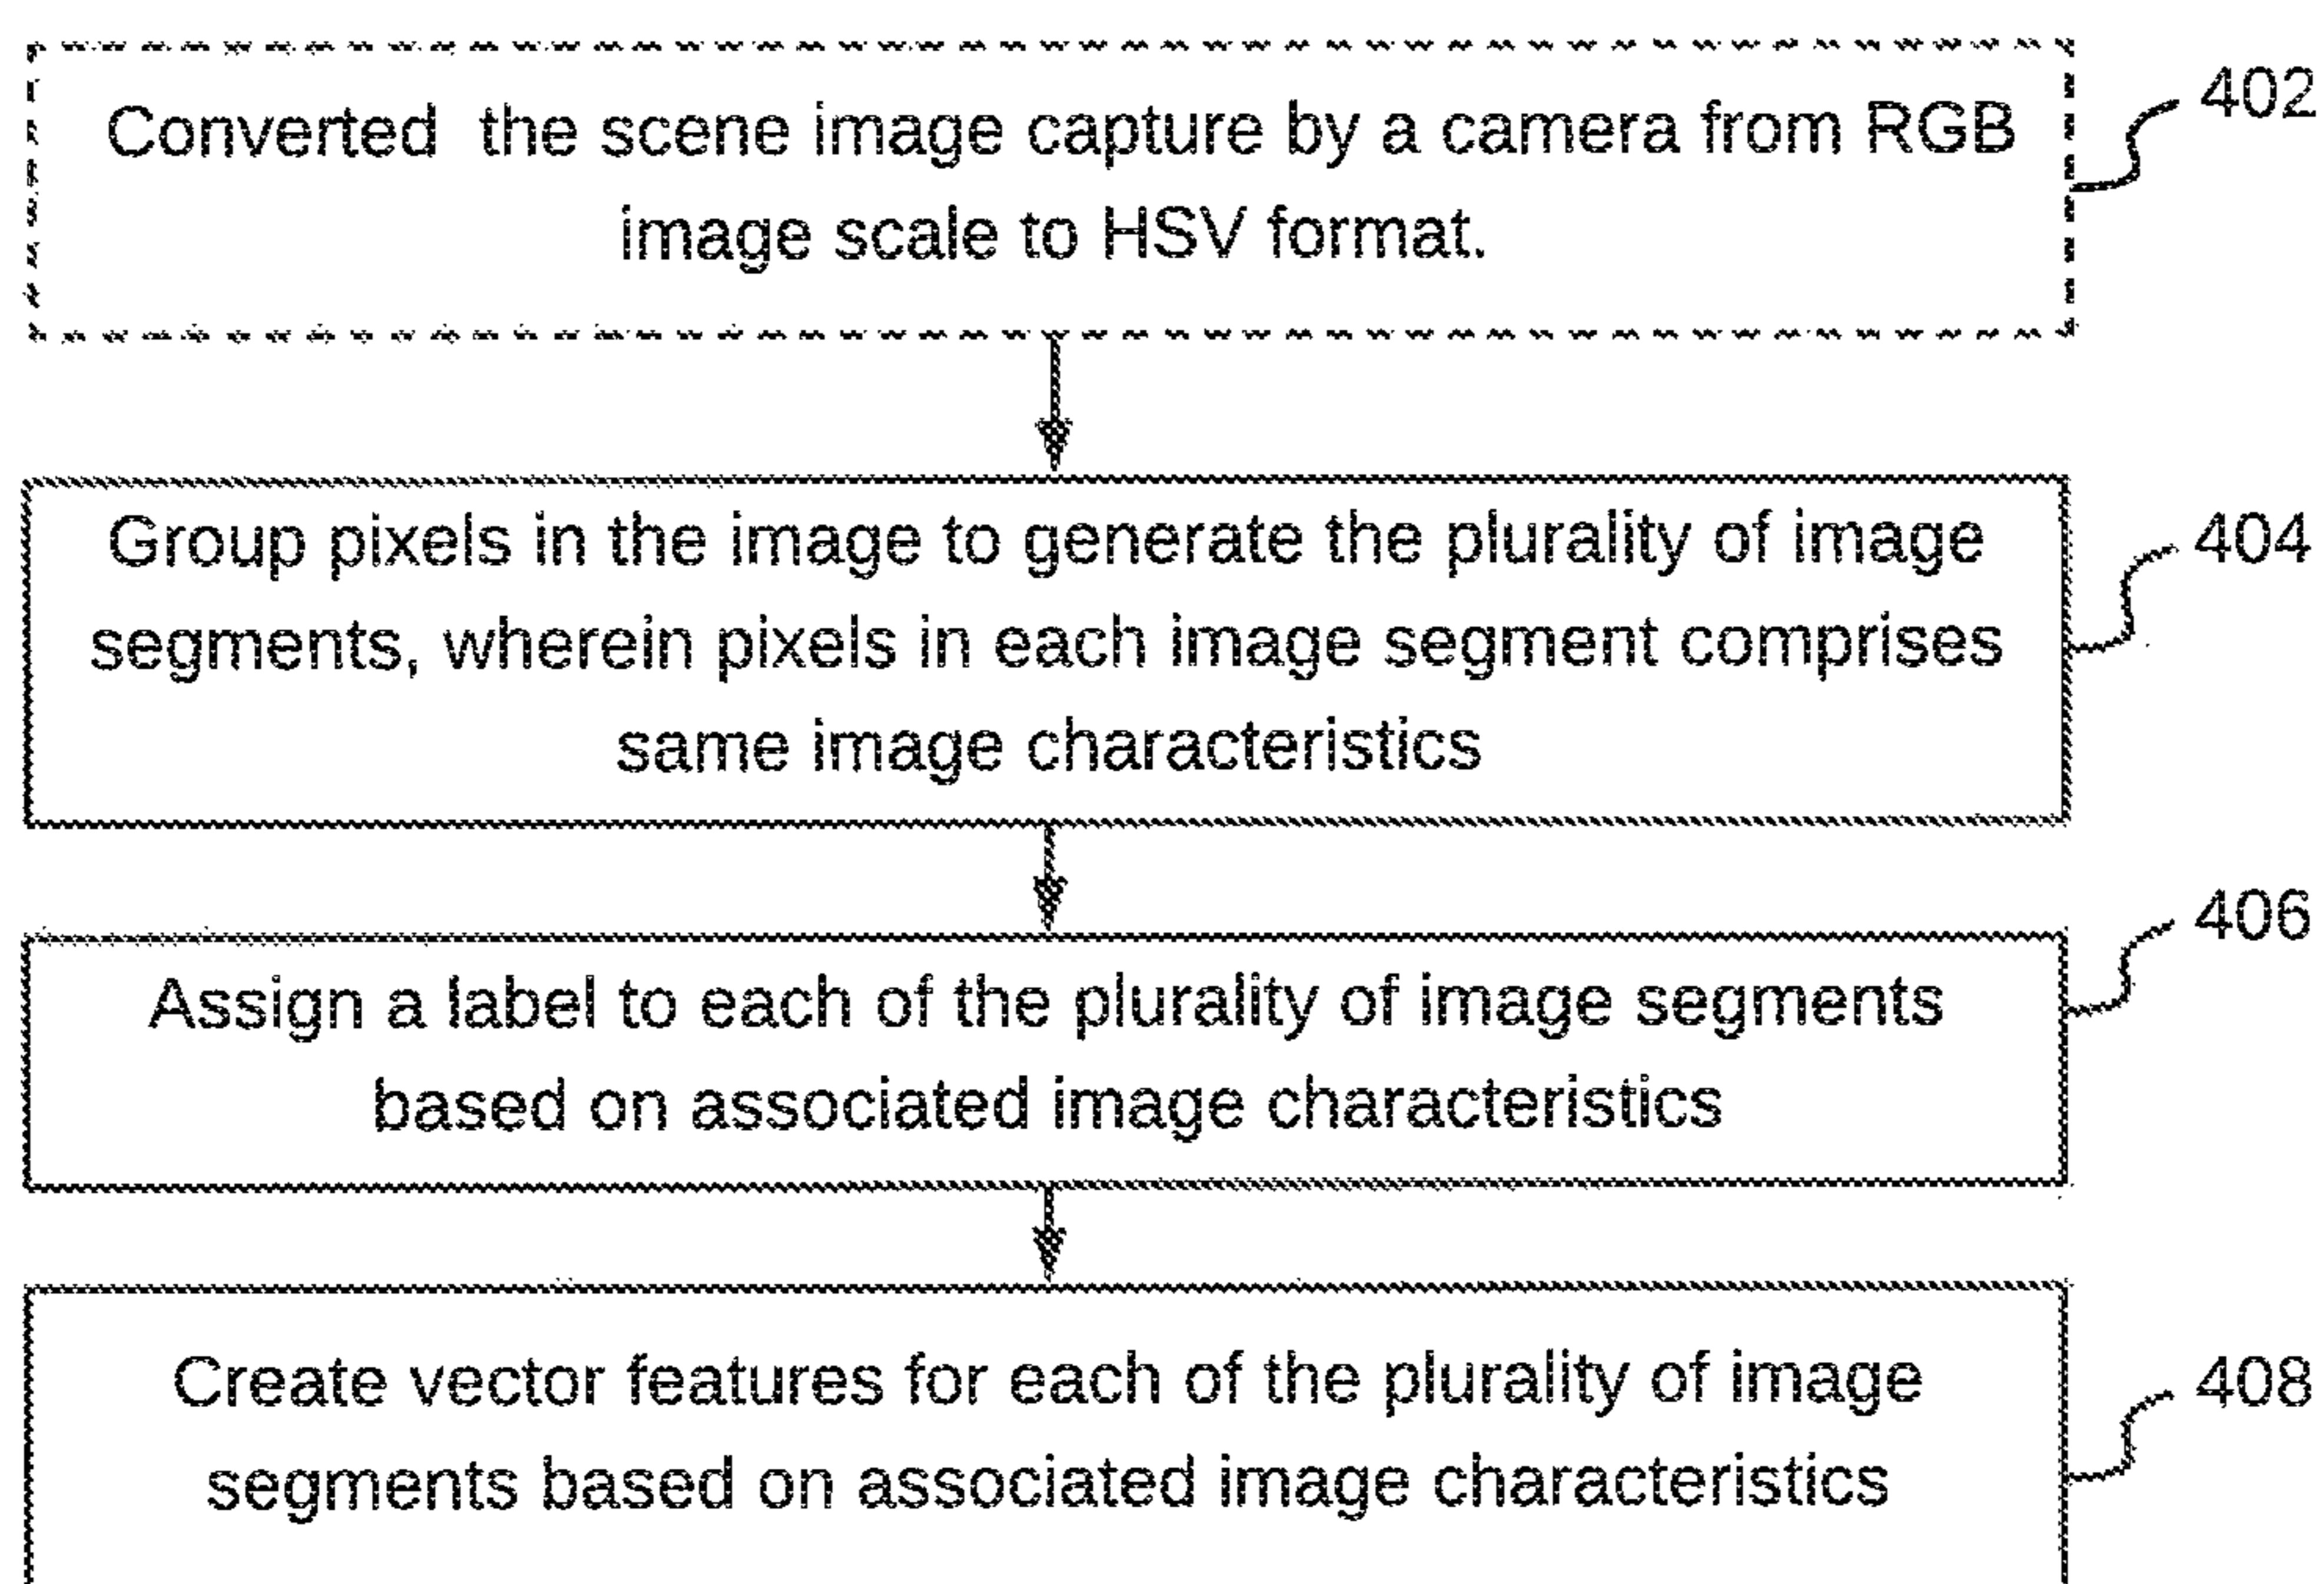 Converted  the scene image capture by a camera from RGB
image scale to HSV format.
402
Group pixels in the image to generate the plurality of image
segments, wherein pixels in each image segment comprises
same image characteristics
404
Assign a label to each of the plurality of image segments
based on associated image characteristics
406
Create vector features for each of the plurality of image
segments based on associated image characteristics
408